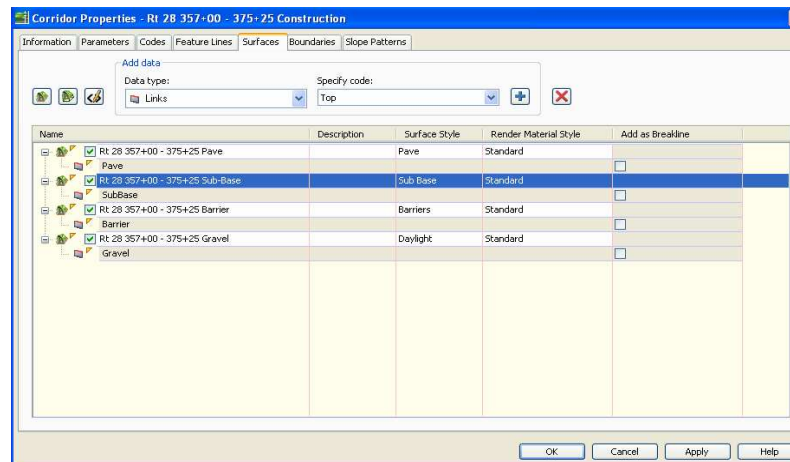 Corridor Properties - Rt 28 357+00 - 375+25 Construction
Information Parameters Codes Feature Lines Surfaces Boundaries Slope Patterns
Add data
Data type: Specify code:
Links Top
Name Description Surface Style Render Material Style Add as Breakline
Rt 28 357+00 - 375+25 Pave Pave Standard
Pave
Rt 28 357+00 - 375+25 Sub-Base Sub Base Standard
SubBase
Rt 28 357+00 - 375+25 Barrier Barriers Standard
Barrier
Rt 28 357+00 - 375+25 Gravel Daylight Standard
Gravel
OK Cancel Apply Help